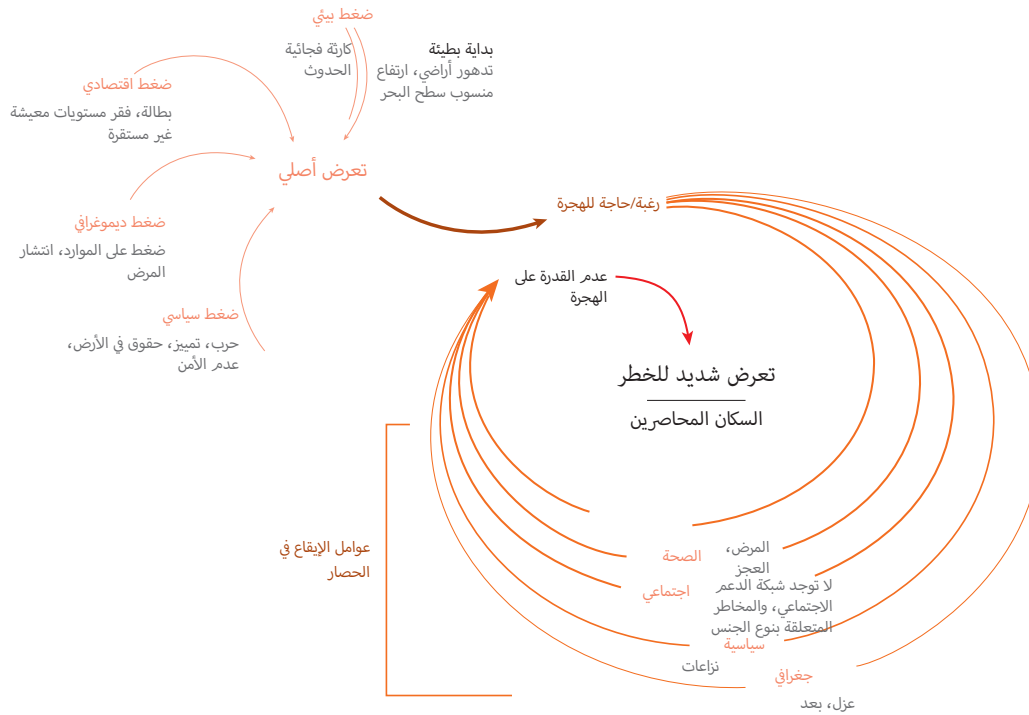 ضغط بيئي
بداية بطيئة
تدهور أراضي، ارتفاع
منسوب سطح البحر
كارثة فجائية
الحدوث
ضغط اقتصادي
بطالة، فقر مستويات معيشة
غير مستقرة
تعرض أصلي
ضغط ديموغرافي
ضغط على الموارد، انتشار
المرض
ضغط سياسي
حرب، تمييز، حقوق في الأرض،
عدم الأمن
رغبة/حاجة للهجرة
عدم القدرة على
الهجرة
تعرض شديد للخطر
السكان المحاصرين
عوامل الإيقاع في
الحصار
الصحة
المرض،
العجز
اجتماعي
لا توجد شبكة الدعم
الاجتماعي، والمخاطر
المتعلقة بنوع الجنس
سياسية
نزاعات
جغرافي
عزل، بعد